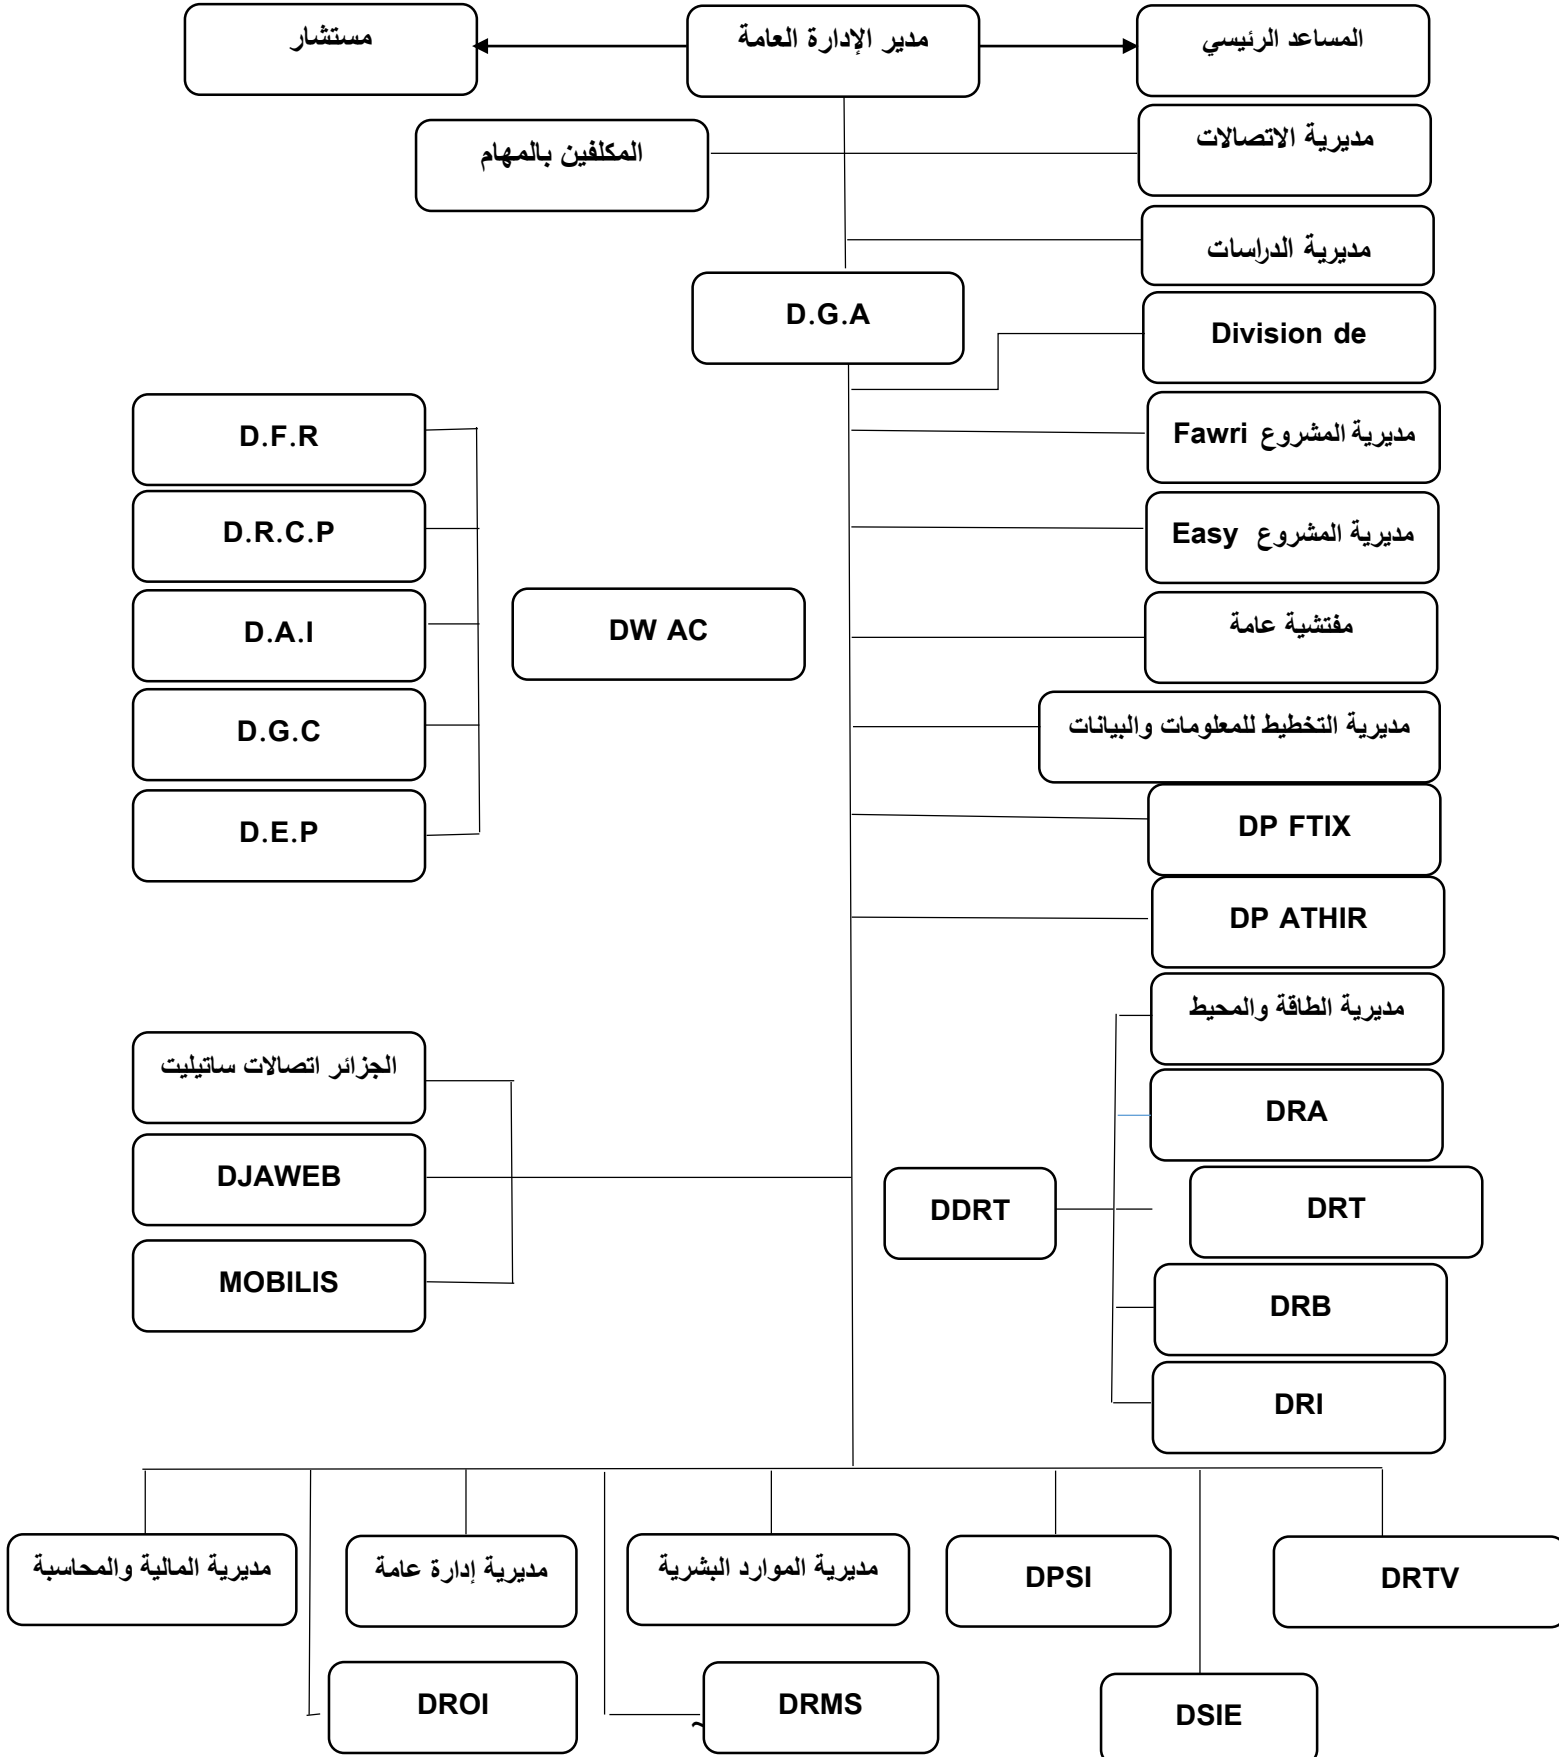 المساعد الرئيسي
مدير الإدارة العامة
مستشار
مديرية الاتصالات
المكلفين بالمهام
مديرية الدراسات
D.G.A
Division de
مديرية المشروع Fawri
مديرية المشروع Easy
مفتشية عامة
مديرية التخطيط للمعلومات والبيانات
DP FTIX
DP ATHIR
D.F.R
D.R.C.P
D.A.I
D.G.C
D.E.P
DW AC
مديرية الطاقة والمحيط
DRA
DRT
DRB
DRI
DDRT
الجزائر اتصالات ساتيليت
DJAWEB
MOBILIS
DRTV
DPSI
مديرية الموارد البشرية
مديرية إدارة عامة
مديرية المالية والمحاسبة
DSIE
~
DRMS
DROI